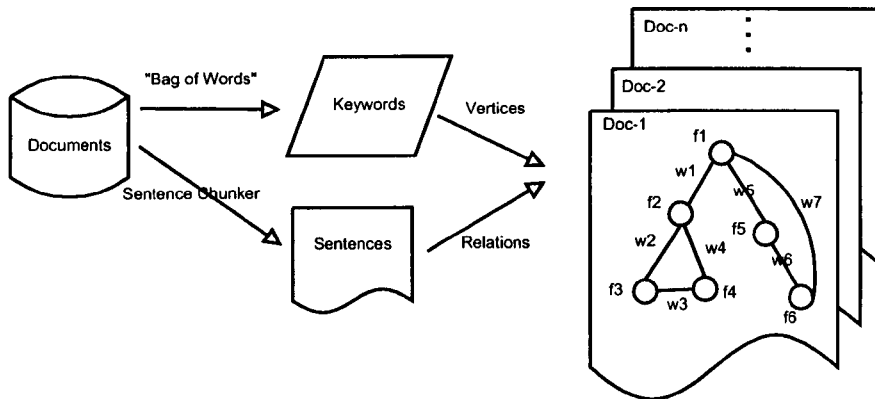 Documents
"Bag of Words"
Sentence Chunker
Keywords
Sentences
Vertices
Relations
Doc-n
Doc-2
Doc-1
f1
w1
w5
w7
f2
f5
w2
w4
w6
f3
w3
f4
f6